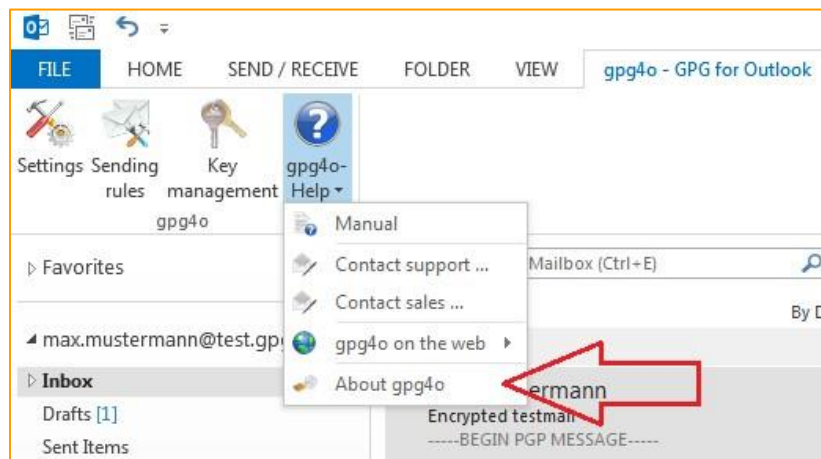 FILE HOME SEND / RECEIVE FOLDER VIEW gpg4o - GPG for Outlook
Settings Sending rules Key management gpg4o-Help
gpg4o
Manual
Contact support ...
Contact sales ...
gpg4o on the web
About gpg4o
Favorites
Mailbox (Ctrl+E)
By
max.mustermann@test.gp
Inbox
Drafts [1]
Sent Items
ermann
Encrypted testmail
-----BEGIN PGP MESSAGE-----